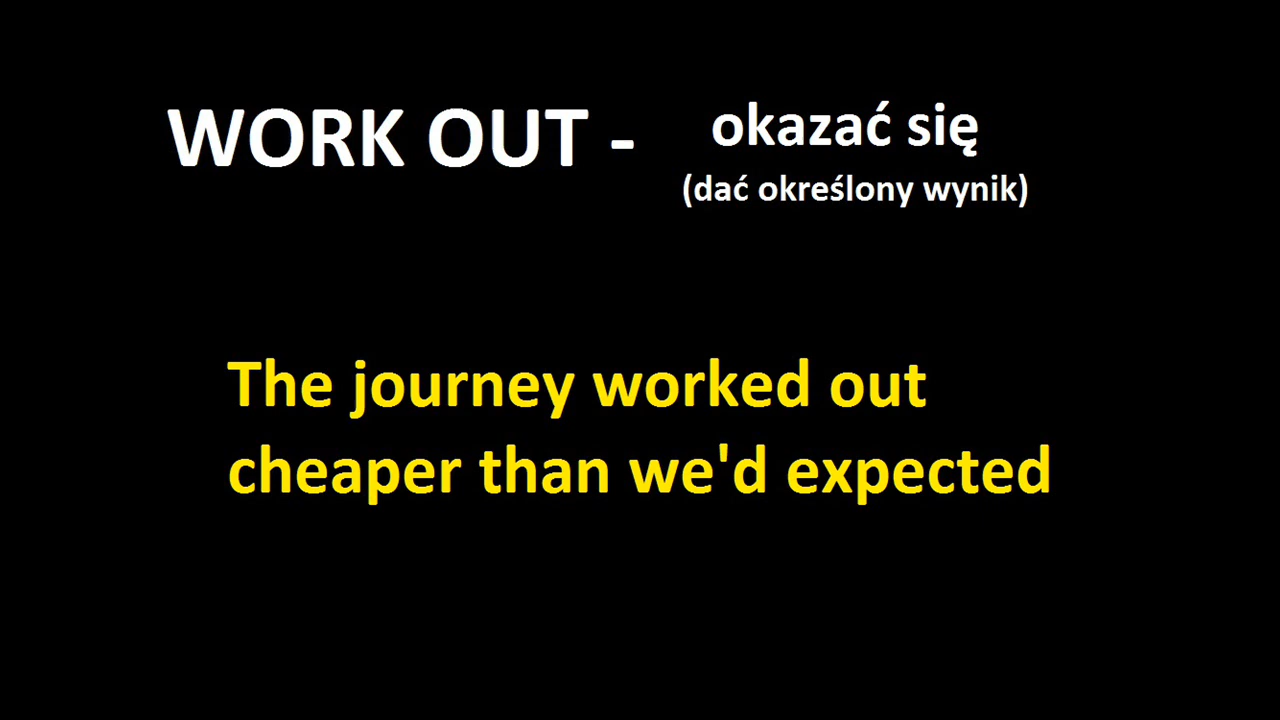 WORK OUT - okazać się
(dać określony wynik)
The journey worked out
cheaper than we'd expected